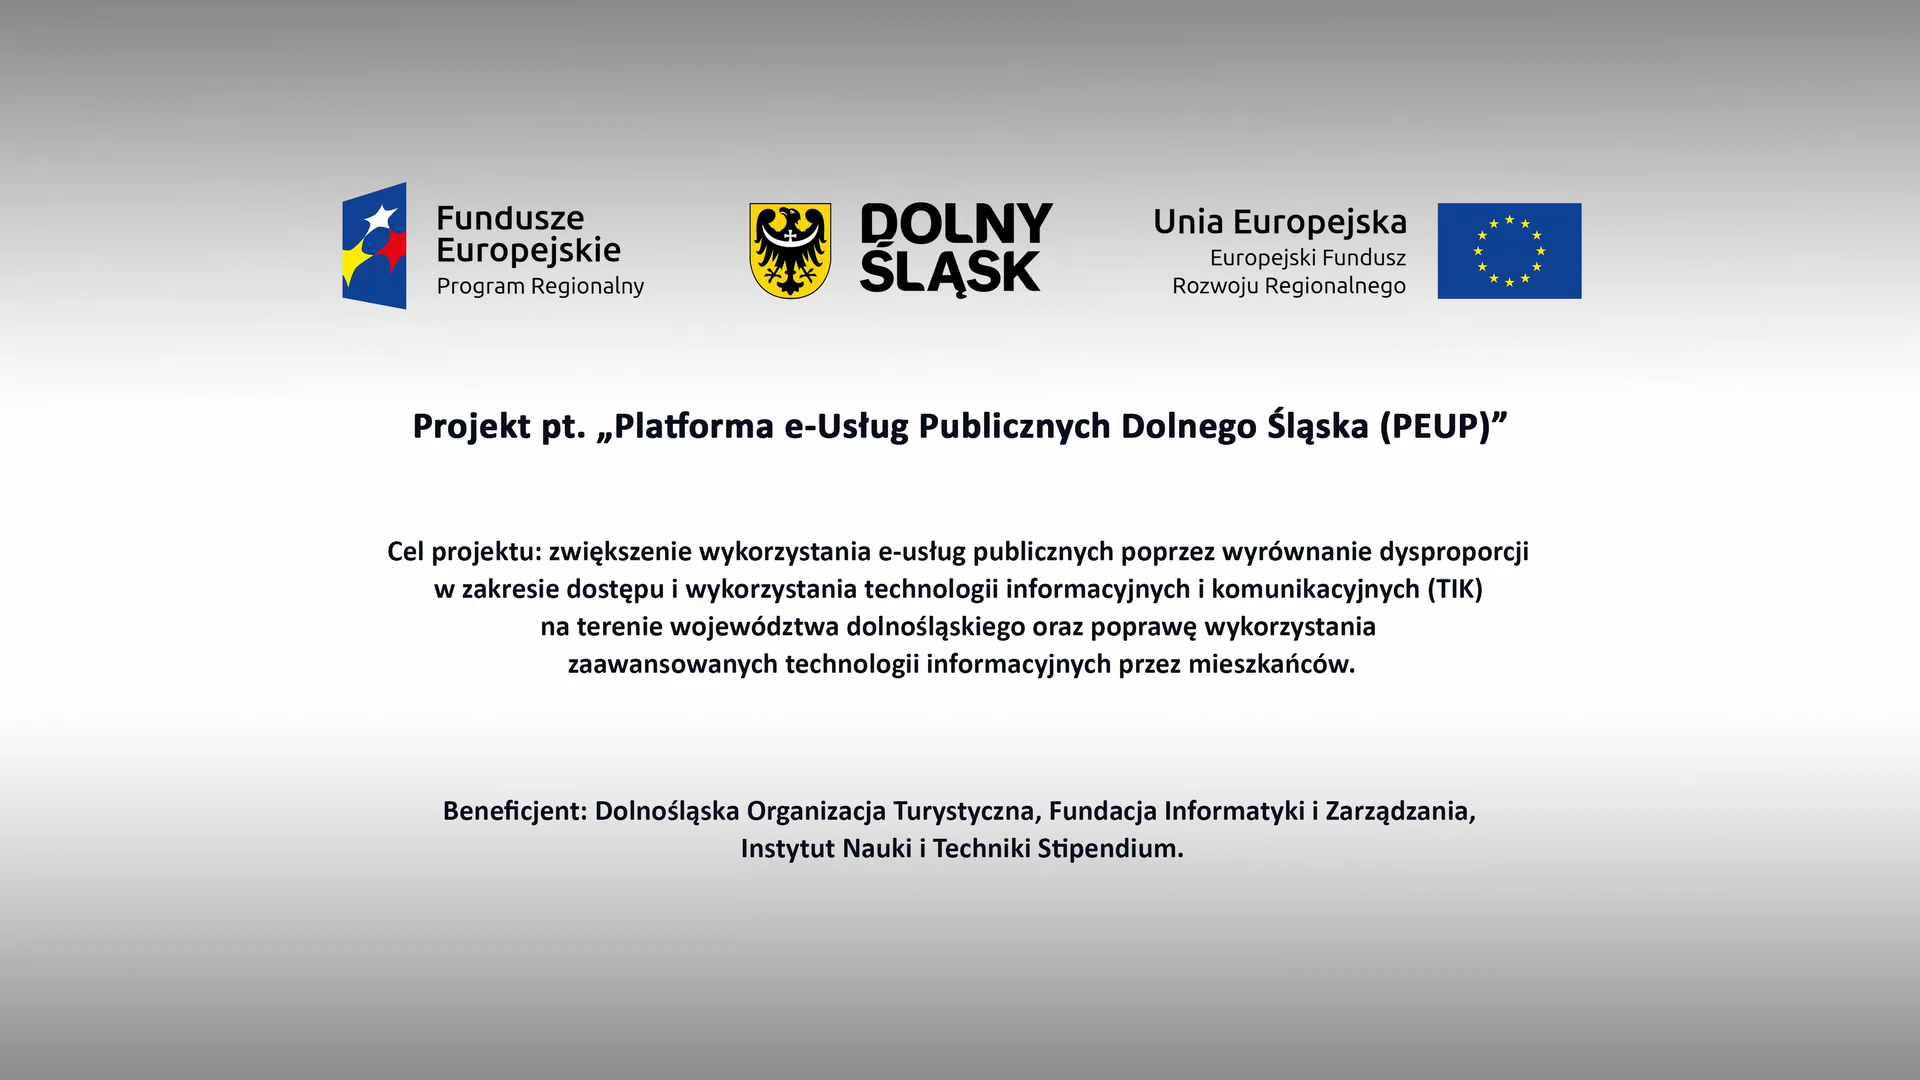 Fundusze
Europejskie
Program Regionalny
DOLNY
ŚLĄSK
Unia Europejska
Europejski Fundusz
Rozwoju Regionalnego
Projekt pt. „Platforma e-Usług Publicznych Dolnego Śląska (PEUP)”
Cel projektu: zwiększenie wykorzystania e-usług publicznych poprzez wyrównanie dysproporcji
w zakresie dostępu i wykorzystania technologii informacyjnych i komunikacyjnych (TIK)
na terenie województwa dolnośląskiego oraz poprawę wykorzystania
zaawansowanych technologii informacyjnych przez mieszkańców.
Beneficjent: Dolnośląska Organizacja Turystyczna, Fundacja Informatyki i Zarządzania,
Instytut Nauki i Techniki Stipendium.